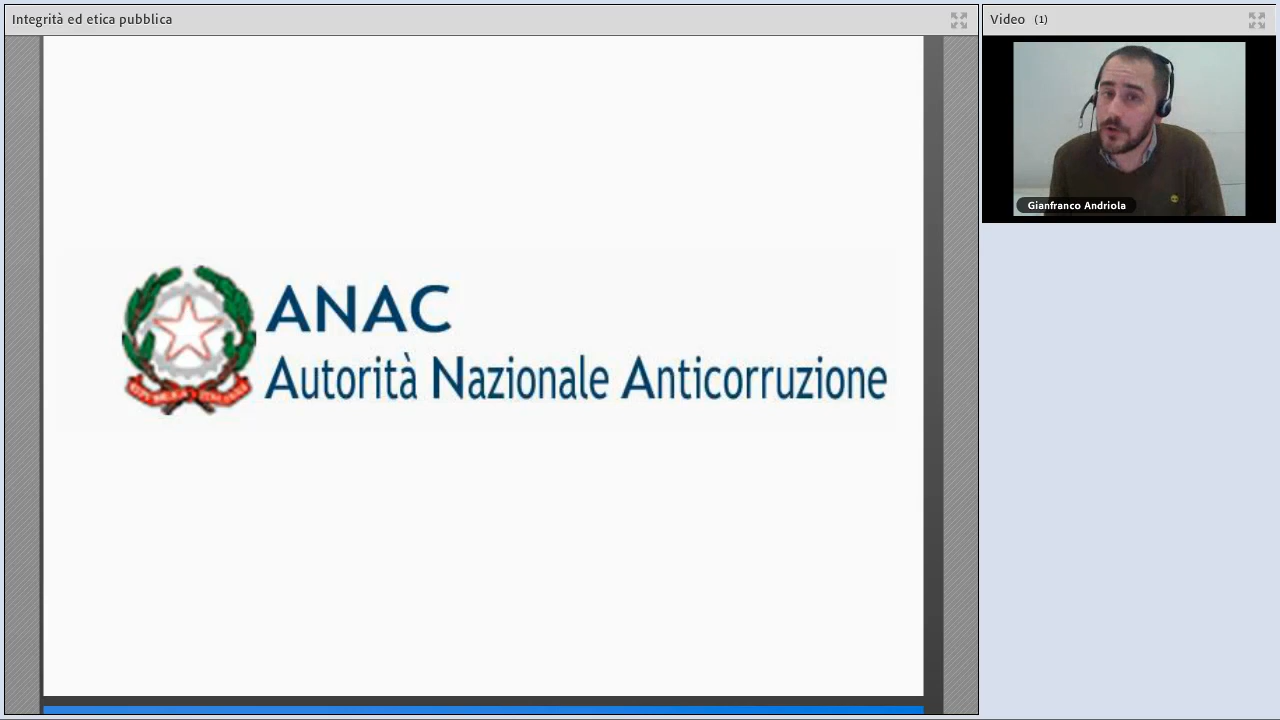 Integrità ed etica pubblica
Video (1)
Gianfranco Andriola
ANAC
Autorità Nazionale Anticorruzione